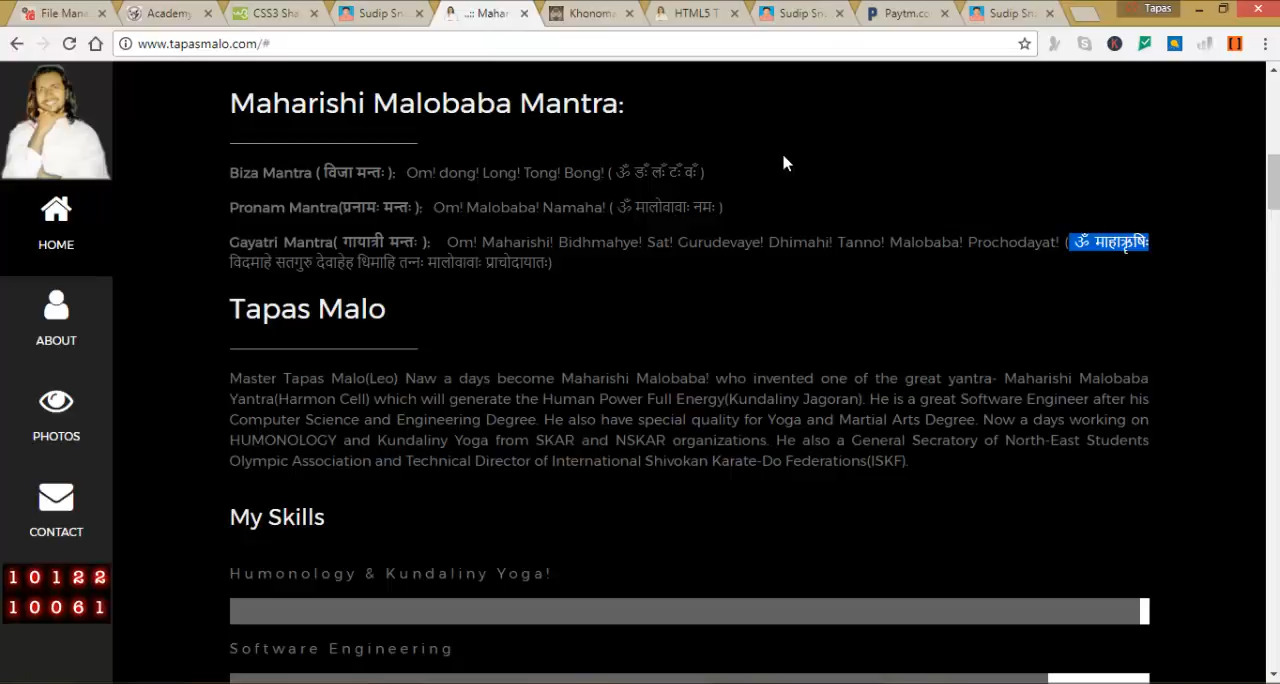 File Mana
Academy
CSS3 Sha
Sudip Sn
..:: Mahar
Khonoma
HTML5 T
Sudip Sn
Paytm.co
Sudip Sn
Tapas
www.tapasmalo.com/#
Maharishi Malobaba Mantra:
Biza Mantra ( विजा मन्तः ); Om! dong! Long! Tong! Bong! ( ॐ डँः लँः टँः वँः )
Pronam Mantra(प्रनामः मन्तः ); Om! Malobaba! Namaha! ( ॐ मालोवावाः नमः )
Gayatri Mantra( गायात्री मन्तः ); Om! Maharishi! Bidhmahye! Sat! Gurudevaye! Dhimahi! Tanno! Malobaba! Prochodayat! ( ॐ माहाऋृषिः
विदमाहे सतगुरु देवाहेह धिमाहि तन्नः मालोवावाः प्राचोदायातः)
Tapas Malo
Master Tapas Malo(Leo) Naw a days become Maharishi Malobaba! who invented one of the great yantra- Maharishi Malobaba
Yantra(Harmon Cell) which will generate the Human Power Full Energy(Kundaliny Jagoran). He is a great Software Engineer after his
Computer Science and Engineering Degree. He also have special quality for Yoga and Martial Arts Degree. Now a days working on
HUMONOLOGY and Kundaliny Yoga from SKAR and NSKAR organizations. He also a General Secratory of North-East Students
Olympic Association and Technical Director of International Shivokan Karate-Do Federations(ISKF).
My Skills
Humonology & Kundaliny Yoga!
Software Engineering
HOME
ABOUT
PHOTOS
CONTACT
10122
10061